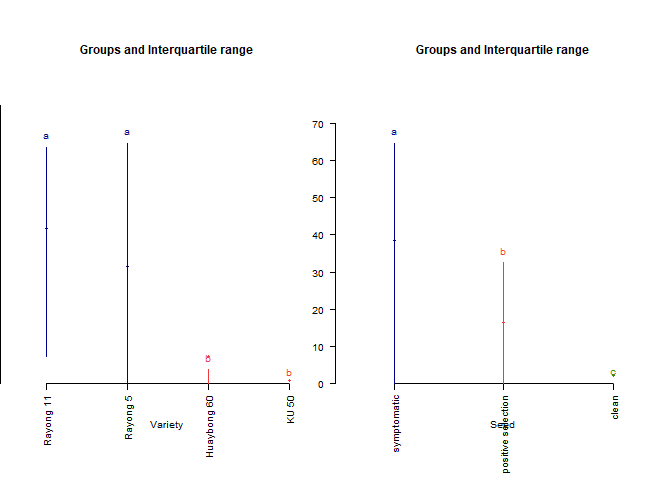 Groups and Interquartile range
a
a
b
b
Rayong 11
Rayong 5
Huaybong 60
KU 50
Variety
Groups and Interquartile range
70
60
50
40
30
20
10
0
a
b
c
symptomatic
positive selection
clean
Seed